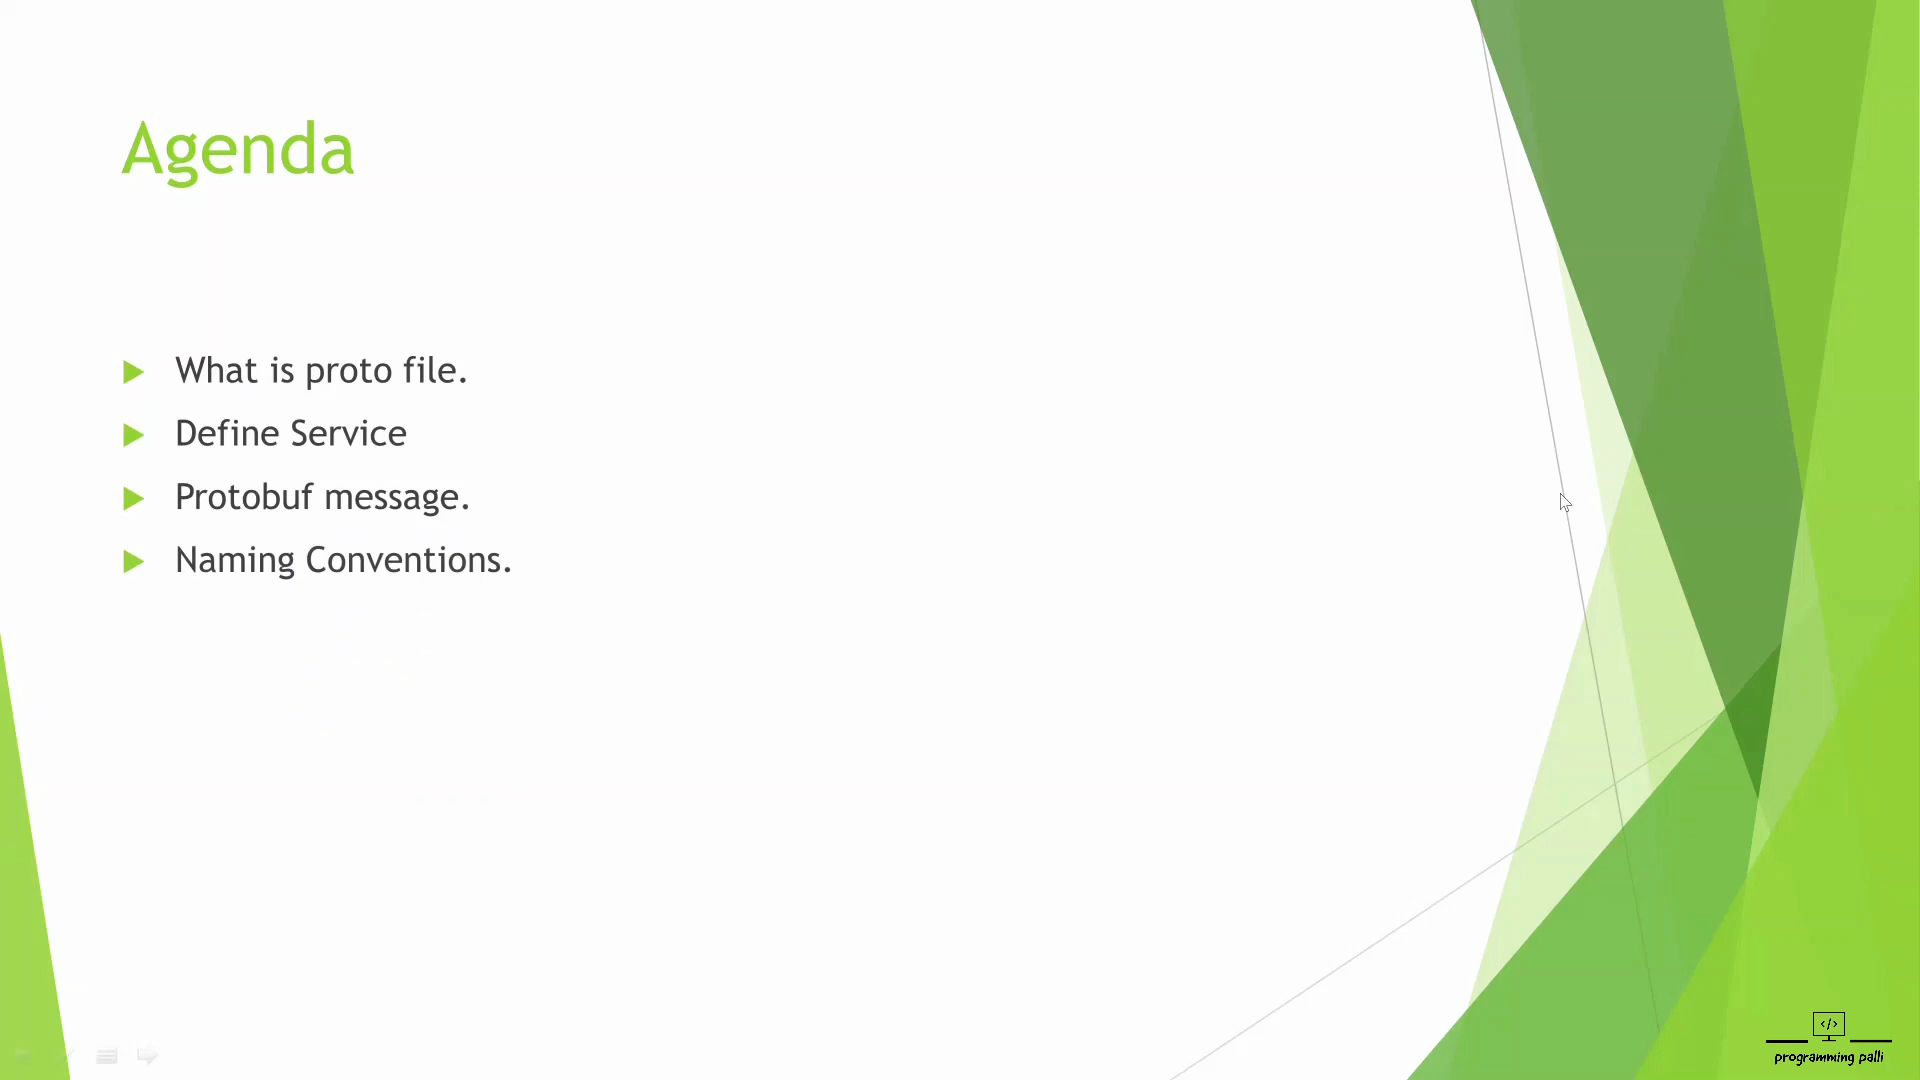 Agenda
What is proto file.
Define Service
Protobuf message.
Naming Conventions.
</>
programming palli